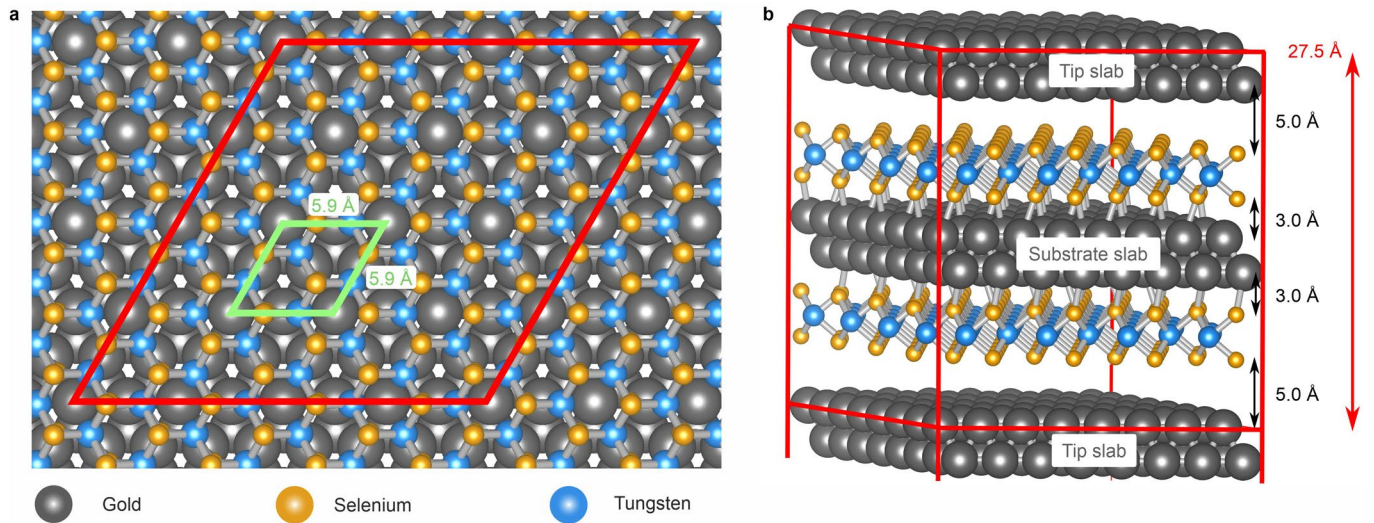 a
5.9 Å
5.9 Å
Gold
Selenium
Tungsten
b
27.5 Å
Tip slab
5.0 Å
3.0 Å
Substrate slab
3.0 Å
5.0 Å
Tip slab